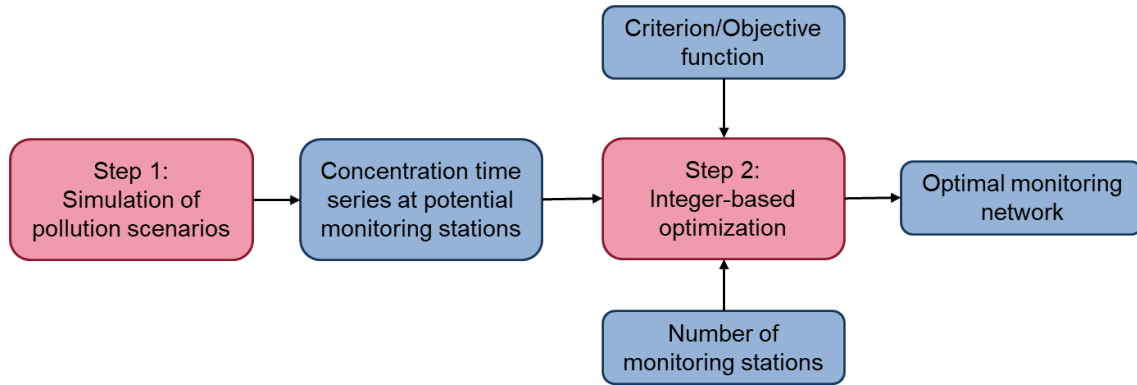 Criterion/Objective
function
Step 1:
Simulation of
pollution scenarios
Concentration time
series at potential
monitoring stations
Step 2:
Integer-based
optimization
Optimal monitoring
network
Number of
monitoring stations